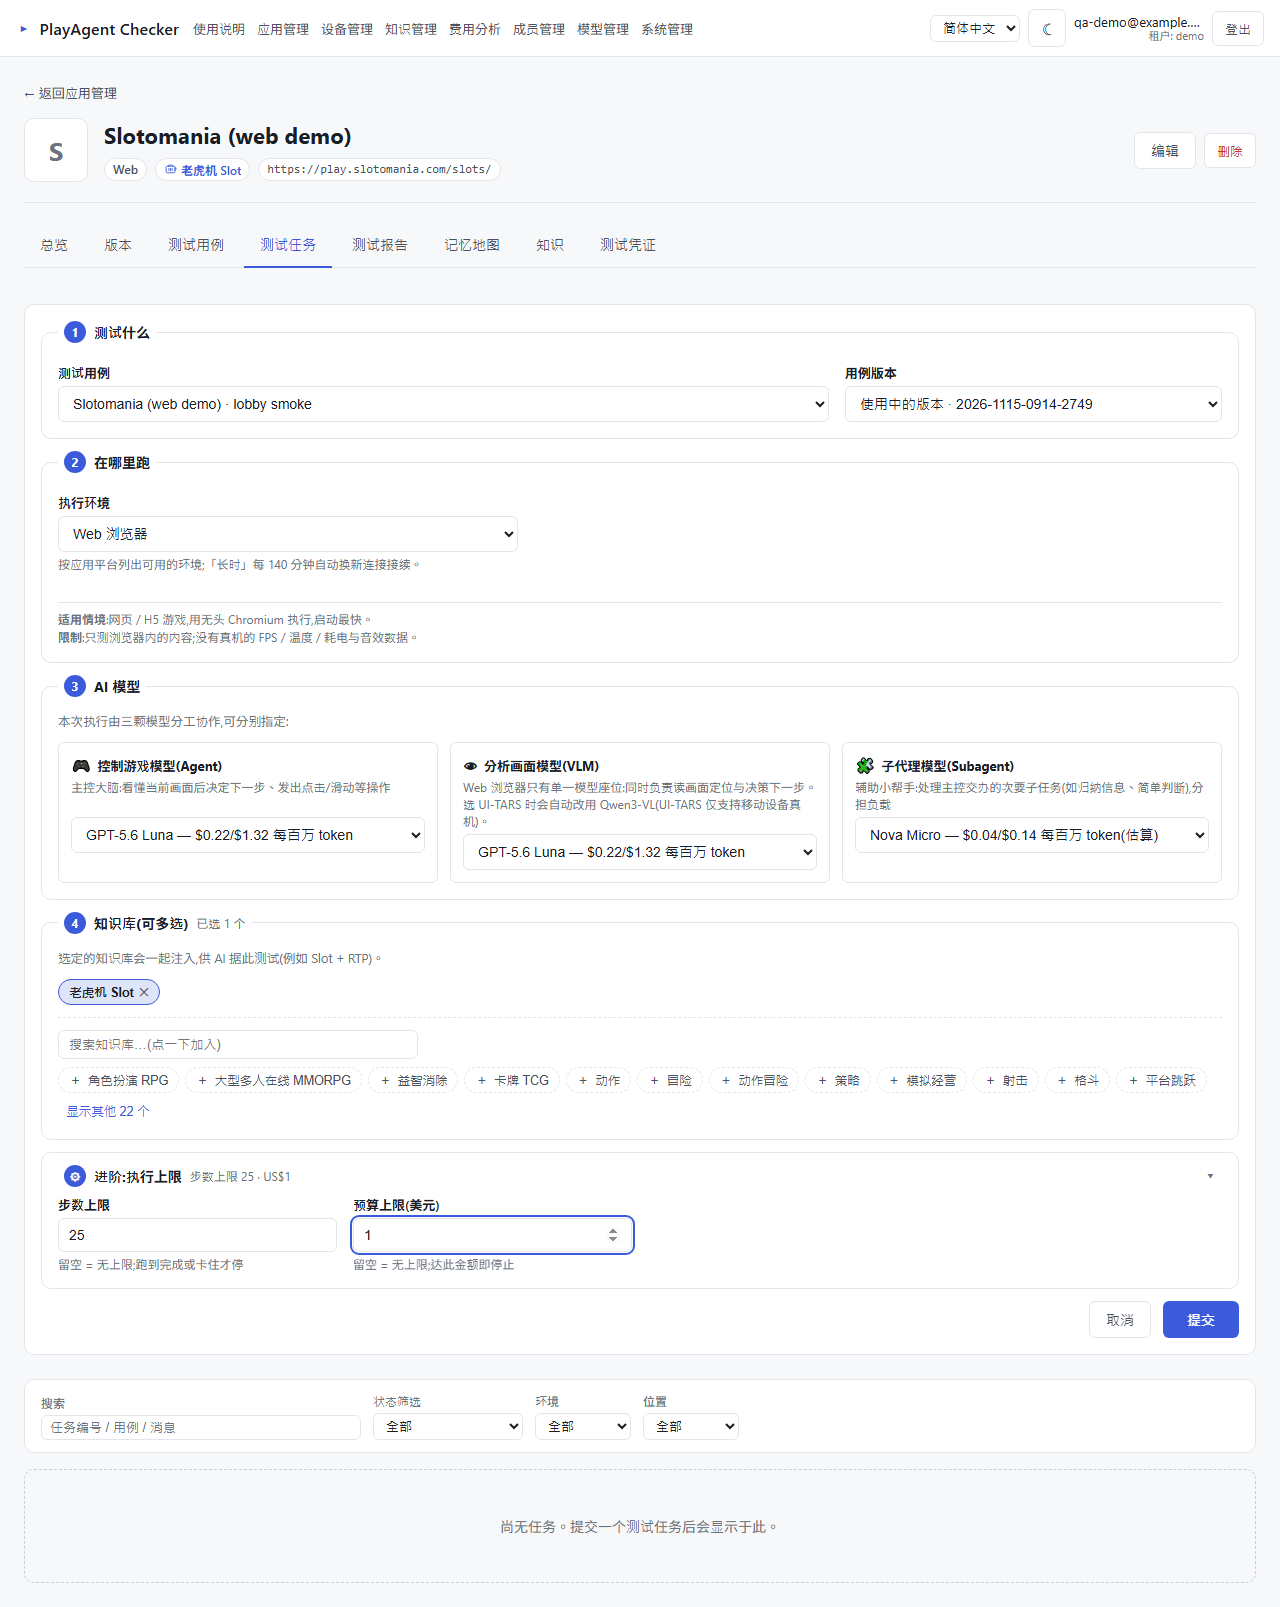 PlayAgent Checker 使用说明 应用管理 设备管理 知识管理 费用分析 成员管理 模型管理 系统管理 简体中文 qa-demo@example.... 登出
租户: demo
← 返回应用管理
S
Slotomania (web demo)
Web 老虎机 Slot https://play.slotomania.com/slots/
编辑 删除
总览 版本 测试用例 测试任务 测试报告 记忆地图 知识 测试凭证
1 测试什么
测试用例 用例版本
Slotomania (web demo) · lobby smoke 使用中的版本 · 2026-1115-0914-2749
2 在哪里跑
执行环境
Web 浏览器
按应用平台列出可用的环境;「长时」每 140 分钟自动换新连接接续。
适用情境:网页 / H5 游戏,用无头 Chromium 执行,启动最快。
限制:只测浏览器内的内容;没有真机的 FPS / 温度 / 耗电与音效数据。
3 AI 模型
本次执行由三颗模型分工协作,可分别指定:
控制游戏模型(Agent)
主控大脑:看懂当前画面后决定下一步、发出点击/滑动等操作
GPT-5.6 Luna — $0.22/$1.32 每百万 token
分析画面模型(VLM)
Web 浏览器只有单一模型座位:同时负责读画面定位与决策下一步。
选 UI-TARS 时会自动改用 Qwen3-VL(UI-TARS 仅支持移动设备真
机)。
GPT-5.6 Luna — $0.22/$1.32 每百万 token
子代理模型(Subagent)
辅助小帮手:处理主控交办的次要子任务(如归纳信息、简单判断),分
担负载
Nova Micro — $0.04/$0.14 每百万 token(估算)
4 知识库(可多选) 已选 1 个
选定的知识库会一起注入,供 AI 据此测试(例如 Slot + RTP)。
老虎机 Slot ✕
搜索知识库…(点一下加入)
+ 角色扮演 RPG + 大型多人在线 MMORPG + 益智消除 + 卡牌 TCG + 动作 + 冒险 + 动作冒险 + 策略 + 模拟经营 + 射击 + 格斗 + 平台跳跃
显示其他 22 个
进阶:执行上限 步数上限 25 · US$1
步数上限 预算上限(美元)
25 1
留空 = 无上限;跑到完成或卡住才停 留空 = 无上限;达此金额即停止
取消 提交
搜索 状态筛选 环境 位置
任务编号 / 用例 / 消息 全部 全部 全部
尚无任务。提交一个测试任务后会显示于此。